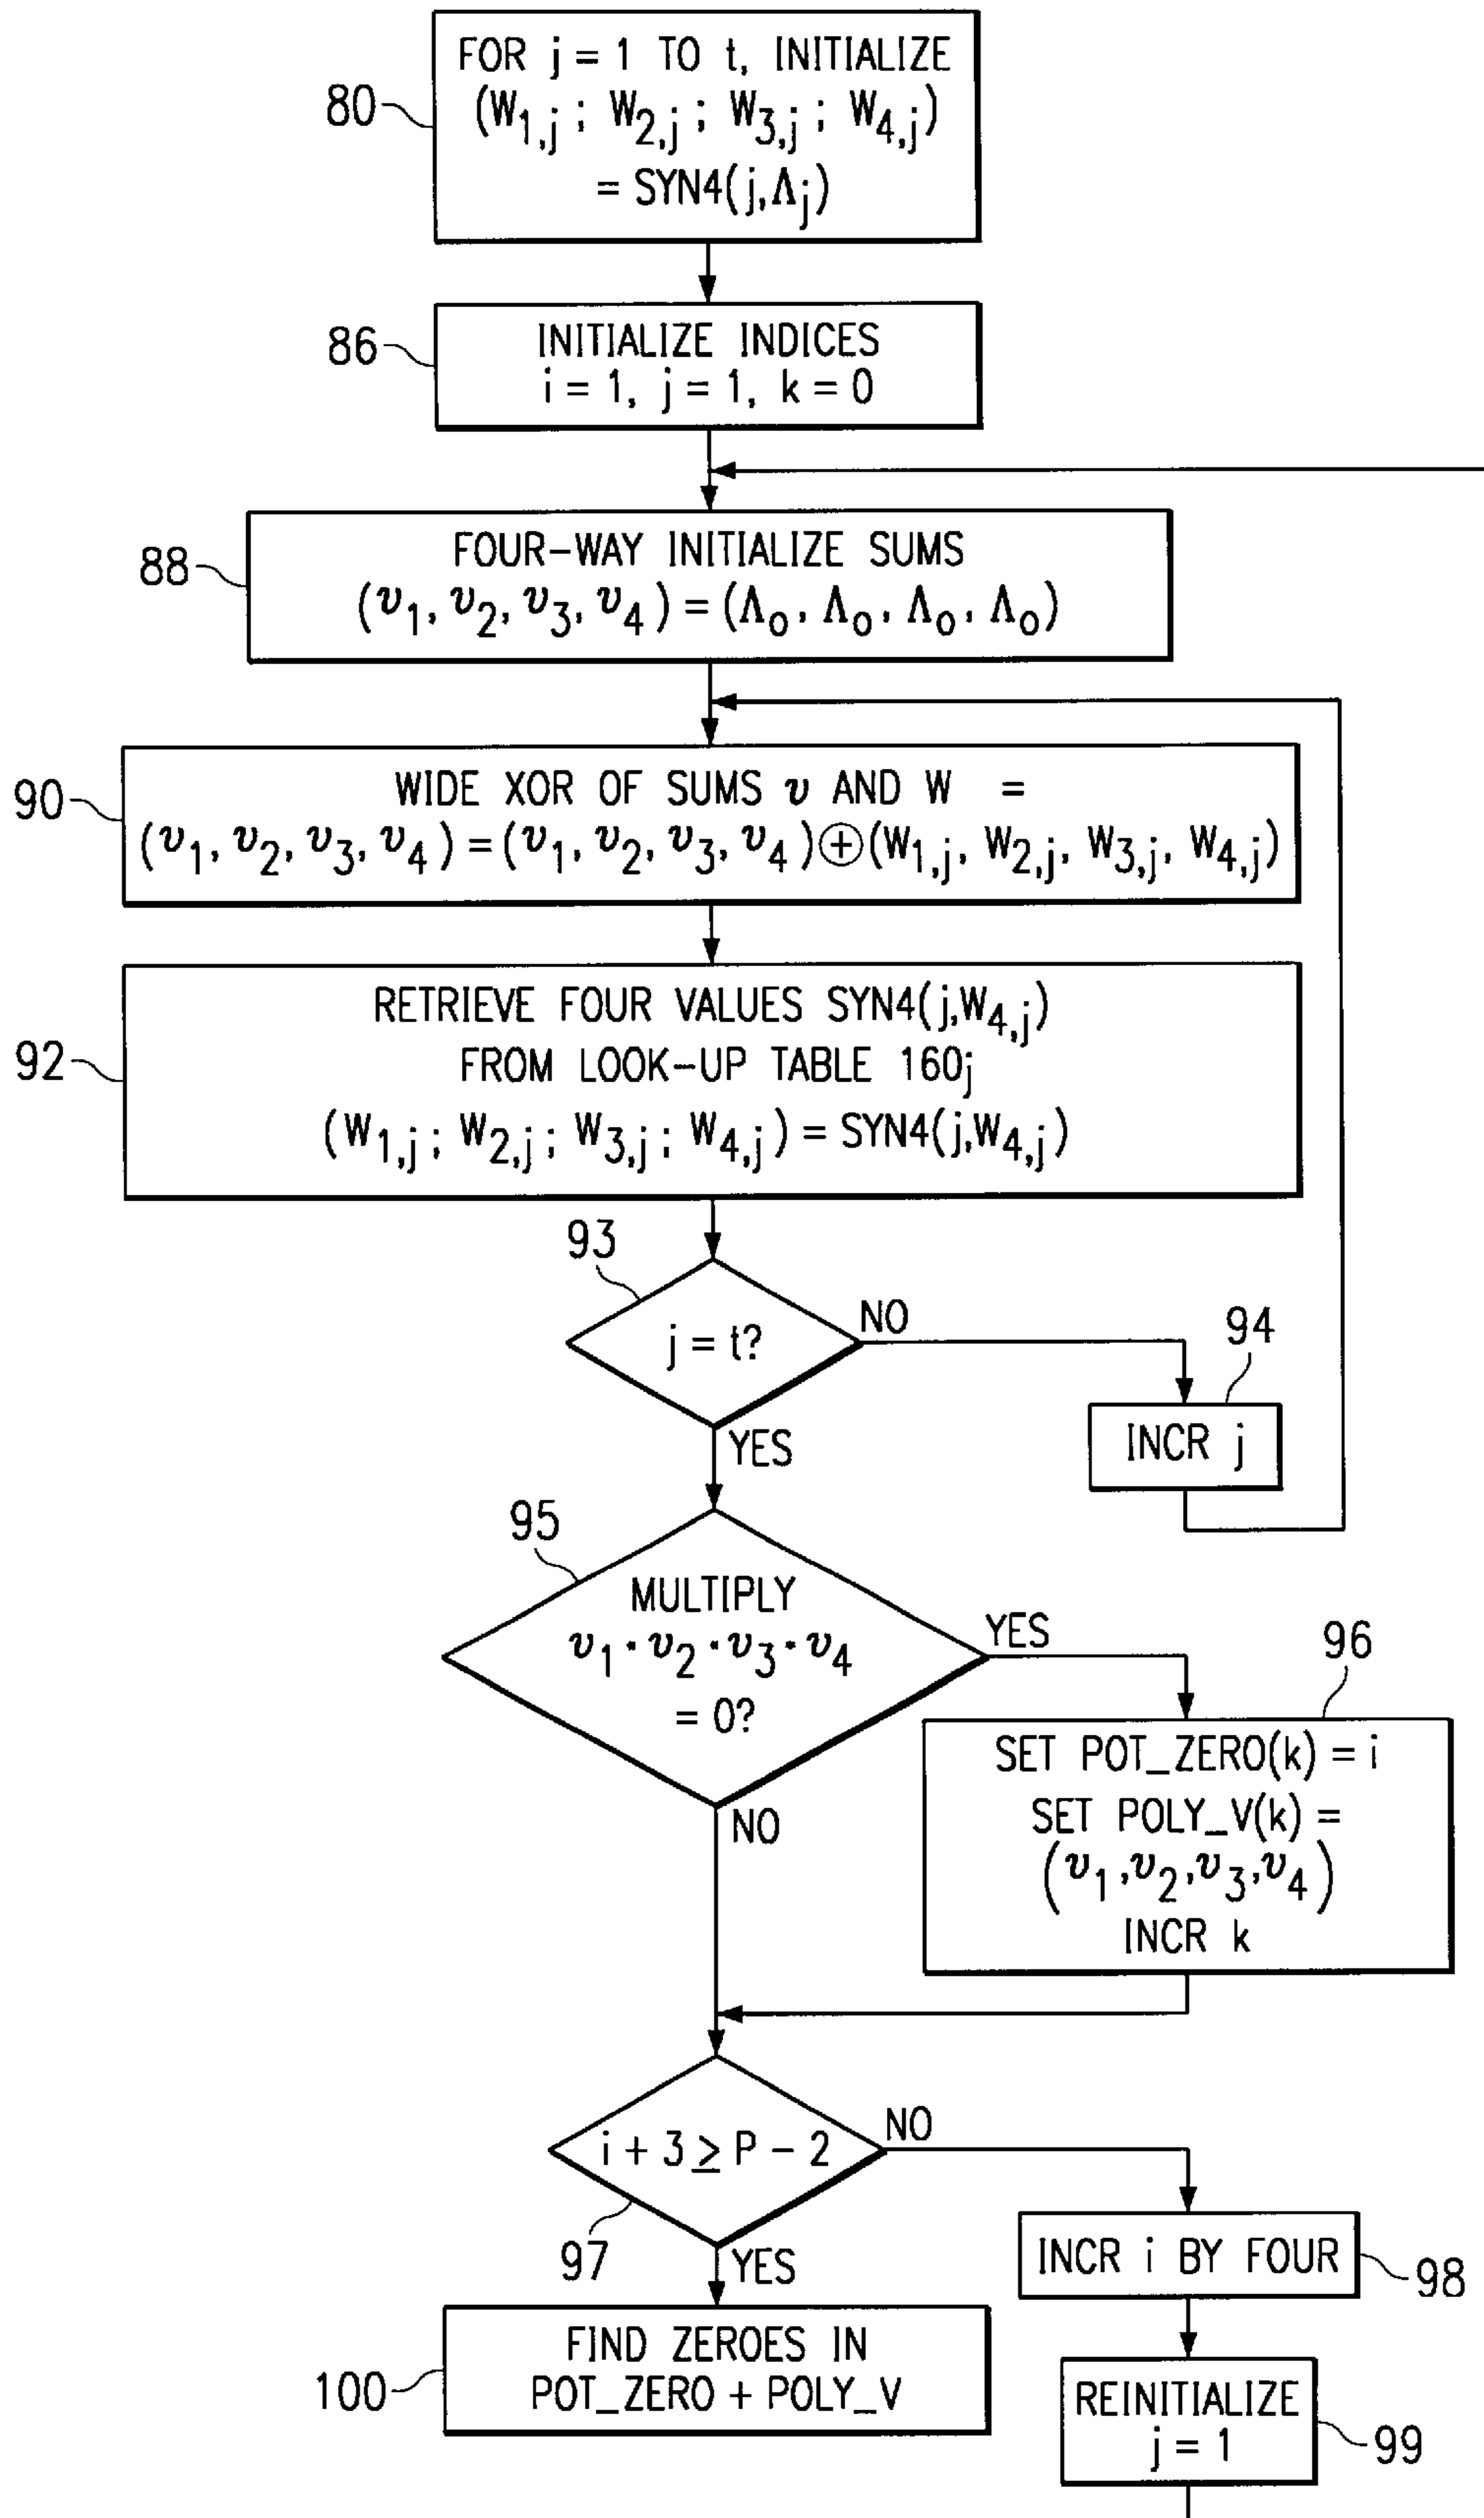 80
FOR j = 1 TO t, INITIALIZE
(W1,j ; W2,j ; W3,j ; W4,j)
= SYN4(j,Λj)
86
INITIALIZE INDICES
i = 1, j = 1, k = 0
88
FOUR-WAY INITIALIZE SUMS
(v1, v2, v3, v4) = (Λo, Λo, Λo, Λo)
90
WIDE XOR OF SUMS v AND W =
(v1, v2, v3, v4) = (v1, v2, v3, v4)⊕(W1,j, W2,j, W3,j, W4,j)
92
RETRIEVE FOUR VALUES SYN4(j,W4,j)
FROM LOOK-UP TABLE 160j
(W1,j ; W2,j ; W3,j ; W4,j) = SYN4(j,W4,j)
93
j = t?
NO
YES
94
INCR j
95
MULTIPLY
v1 · v2 · v3 · v4
= 0?
YES
NO
96
SET POT_ZERO(k) = i
SET POLY_V(k) =
(v1,v2,v3,v4)
INCR k
97
i + 3 ≥ P - 2
NO
YES
98
INCR i BY FOUR
99
REINITIALIZE
j = 1
100
FIND ZEROES IN
POT_ZERO + POLY_V